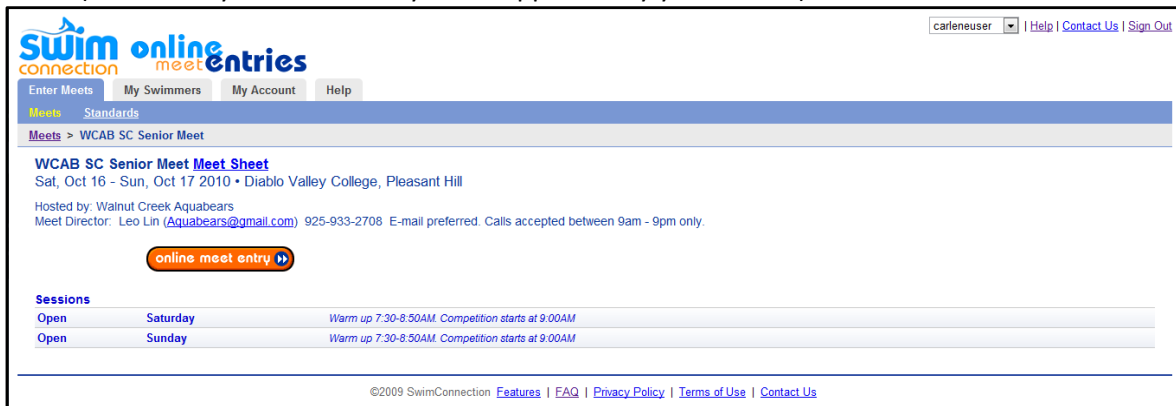 carleneuser | Help | Contact Us | Sign Out
swim connection online meet entries
Enter Meets My Swimmers My Account Help
Meets Standards
Meets > WCAB SC Senior Meet
WCAB SC Senior Meet Meet Sheet
Sat, Oct 16 - Sun, Oct 17 2010 • Diablo Valley College, Pleasant Hill
Hosted by: Walnut Creek Aquabears
Meet Director: Leo Lin (Aquabears@gmail.com) 925-933-2708 E-mail preferred. Calls accepted between 9am - 9pm only.
online meet entry
Sessions
Open Saturday Warm up 7:30-8:50AM. Competition starts at 9:00AM
Open Sunday Warm up 7:30-8:50AM. Competition starts at 9:00AM
©2009 SwimConnection Features | FAQ | Privacy Policy | Terms of Use | Contact Us